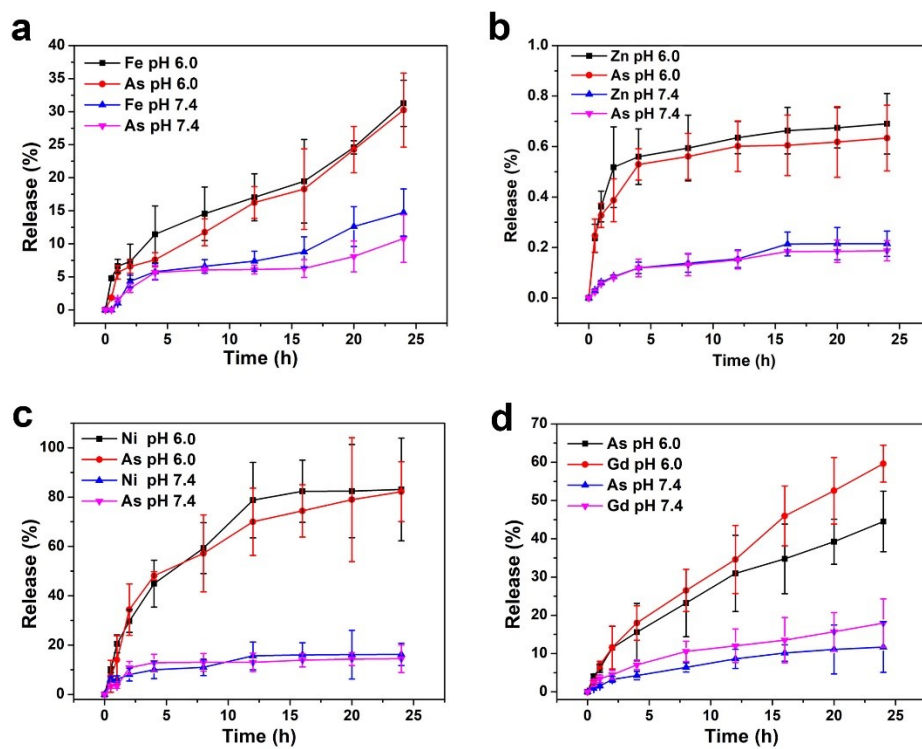 a
Release (%)
40
35
30
25
20
15
10
5
0
Fe pH 6.0
As pH 6.0
Fe pH 7.4
As pH 7.4
0 5 10 15 20 25
Time (h)
b
Release (%)
1.0
0.8
0.6
0.4
0.2
0.0
Zn pH 6.0
As pH 6.0
Zn pH 7.4
As pH 7.4
0 5 10 15 20 25
Time (h)
c
Release (%)
100
80
60
40
20
0
Ni pH 6.0
As pH 6.0
Ni pH 7.4
As pH 7.4
0 5 10 15 20 25
Time (h)
d
Release (%)
70
60
50
40
30
20
10
0
As pH 6.0
Gd pH 6.0
As pH 7.4
Gd pH 7.4
0 5 10 15 20 25
Time (h)